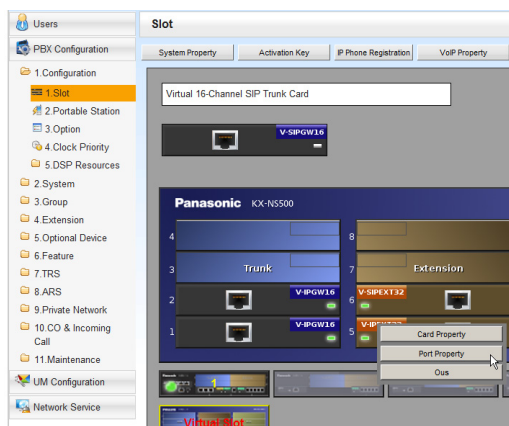 Users
Slot
PBX Configuration
System Property
Activation Key
IP Phone Registration
VoIP Property
1.Configuration
1.Slot
2.Portable Station
3.Option
4.Clock Priority
5.DSP Resources
2.System
3.Group
4.Extension
5.Optional Device
6.Feature
7.TRS
8.ARS
9.Private Network
10.CO & Incoming
Call
11.Maintenance
UM Configuration
Network Service
Virtual 16-Channel SIP Trunk Card
V-SIPGW16
Panasonic KX-NS500
4
8
3
Trunk
7
Extension
2
V-IPGW16
6
V-SIPEXT32
1
V-IPGW16
5
Card Property
Port Property
Ous
1
Virtual Slot